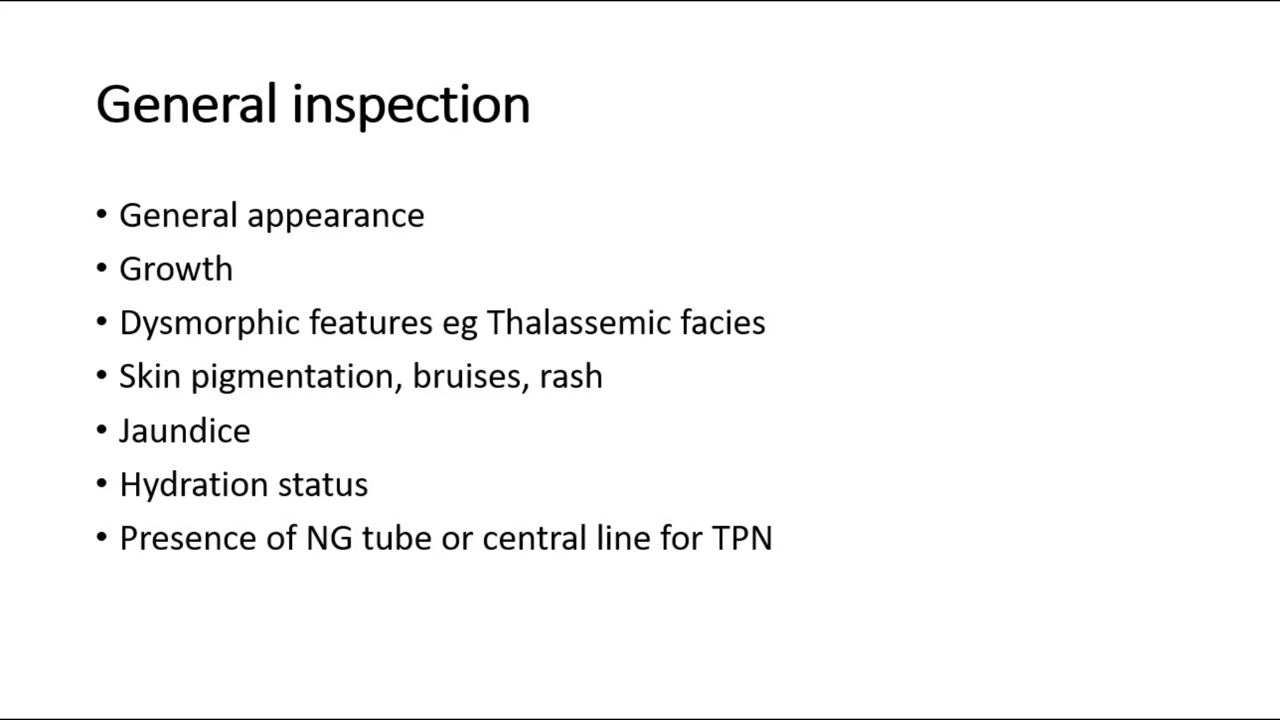 General inspection
• General appearance
• Growth
• Dysmorphic features eg Thalassemic facies
• Skin pigmentation, bruises, rash
• Jaundice
• Hydration status
• Presence of NG tube or central line for TPN